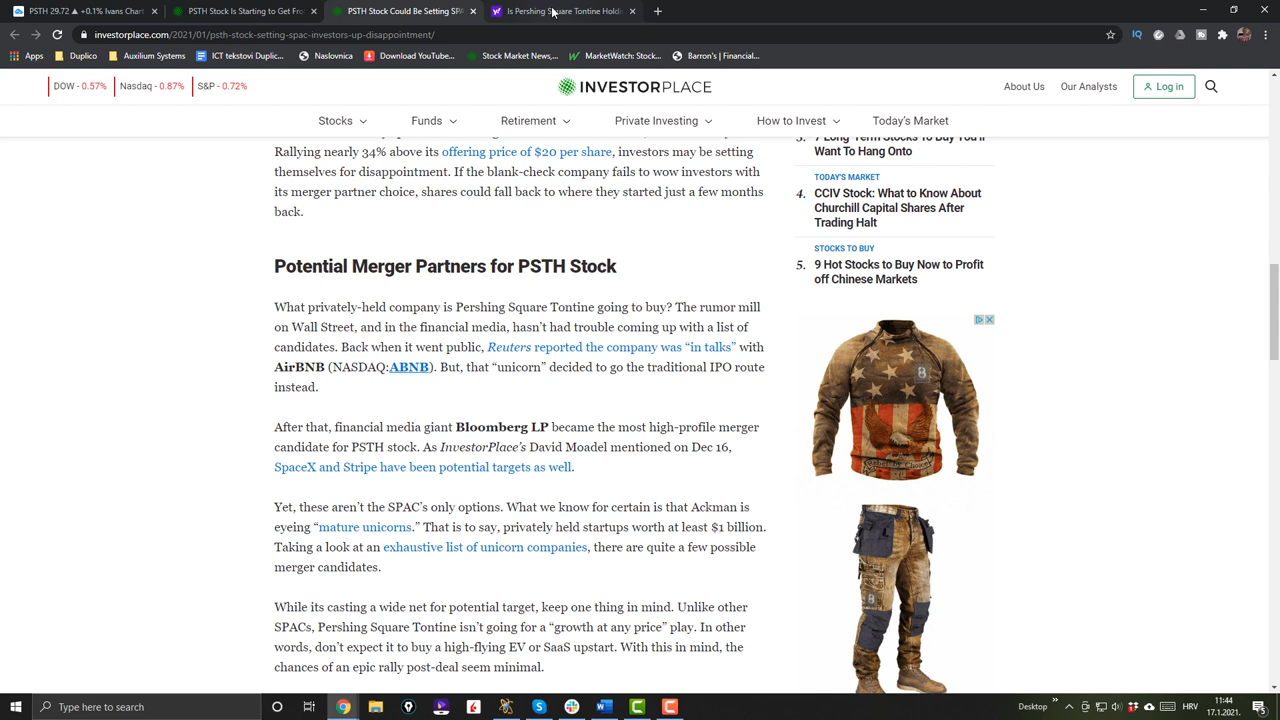 PSTH 29.72 ▲ +0.1% Ivans Chart
PSTH Stock Is Starting to Get Fro
PSTH Stock Could Be Setting SPA
Is Pershing Square Tontine Holdin
investorplace.com/2021/01/psth-stock-setting-spac-investors-up-disappointment/
Apps
Duplico
Auxilium Systems
ICT tekstovi Duplic...
Naslovnica
Download YouTube...
Stock Market News,...
MarketWatch: Stock...
Barron's | Financial...
DOW - 0.57%
Nasdaq - 0.87%
S&P - 0.72%
INVESTORPLACE
About Us
Our Analysts
Log in
Stocks
Funds
Retirement
Private Investing
How to Invest
Today's Market
Rallying nearly 34% above its offering price of $20 per share, investors may be setting
themselves for disappointment. If the blank-check company fails to wow investors with
its merger partner choice, shares could fall back to where they started just a few months
back.
Potential Merger Partners for PSTH Stock
What privately-held company is Pershing Square Tontine going to buy? The rumor mill
on Wall Street, and in the financial media, hasn't had trouble coming up with a list of
candidates. Back when it went public, Reuters reported the company was “in talks” with
AirBNB (NASDAQ:ABNB). But, that “unicorn” decided to go the traditional IPO route
instead.
After that, financial media giant Bloomberg LP became the most high-profile merger
candidate for PSTH stock. As InvestorPlace's David Moadel mentioned on Dec 16,
SpaceX and Stripe have been potential targets as well.
Yet, these aren't the SPAC's only options. What we know for certain is that Ackman is
eyeing “mature unicorns.” That is to say, privately held startups worth at least $1 billion.
Taking a look at an exhaustive list of unicorn companies, there are quite a few possible
merger candidates.
While its casting a wide net for potential target, keep one thing in mind. Unlike other
SPACs, Pershing Square Tontine isn't going for a “growth at any price” play. In other
words, don't expect it to buy a high-flying EV or SaaS upstart. With this in mind, the
chances of an epic rally post-deal seem minimal.
3. 7 Long-Term Stocks To Buy You'll
Want To Hang Onto
TODAY'S MARKET
4. CCIV Stock: What to Know About
Churchill Capital Shares After
Trading Halt
STOCKS TO BUY
5. 9 Hot Stocks to Buy Now to Profit
off Chinese Markets
Type here to search
Desktop
HRV
11:44
17.1.2021.